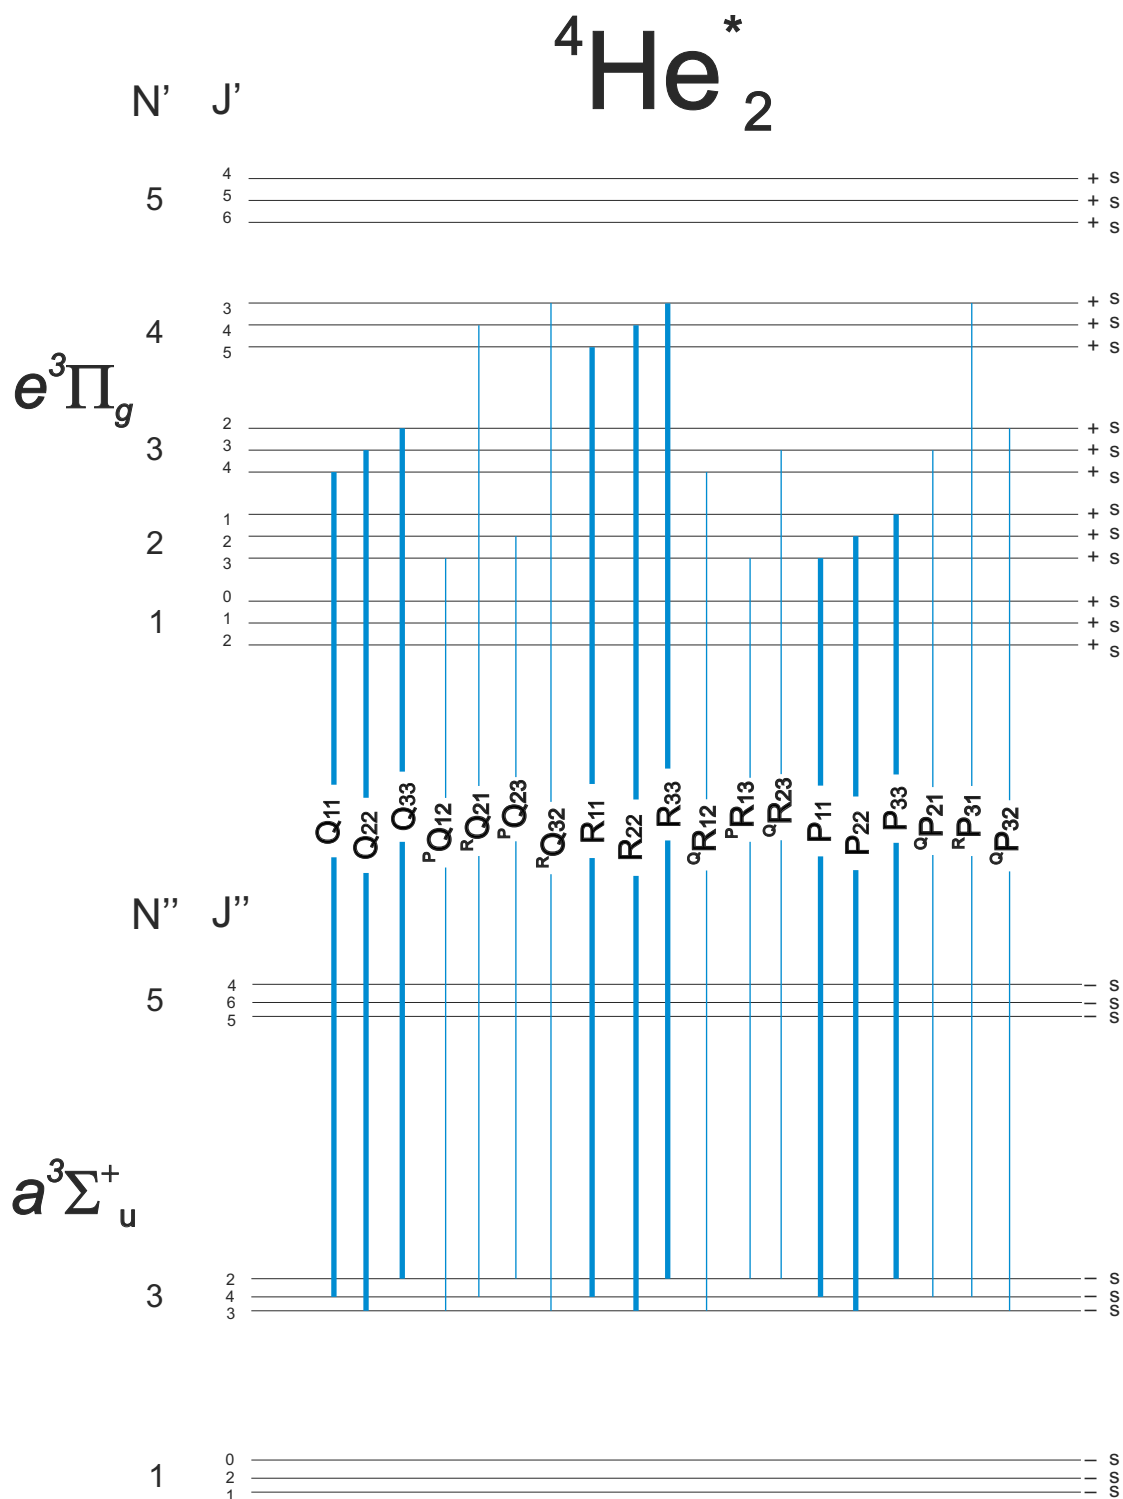 4He*2
N' J'
5
4 + s
5 + s
6 + s
4
3 + s
4 + s
5 + s
e3Πg
3
2 + s
3 + s
4 + s
2
1 + s
2 + s
3 + s
1
0 + s
1 + s
2 + s
Q11
Q22
Q33
PQ12
RQ21
PQ23
RQ32
R11
R22
R33
QR12
PR13
QR23
P11
P22
P33
QP21
RP31
QP32
N'' J''
5
4 − s
6 − s
5 − s
a3Σ+u
3
2 − s
4 − s
3 − s
1
0 − s
2 − s
1 − s